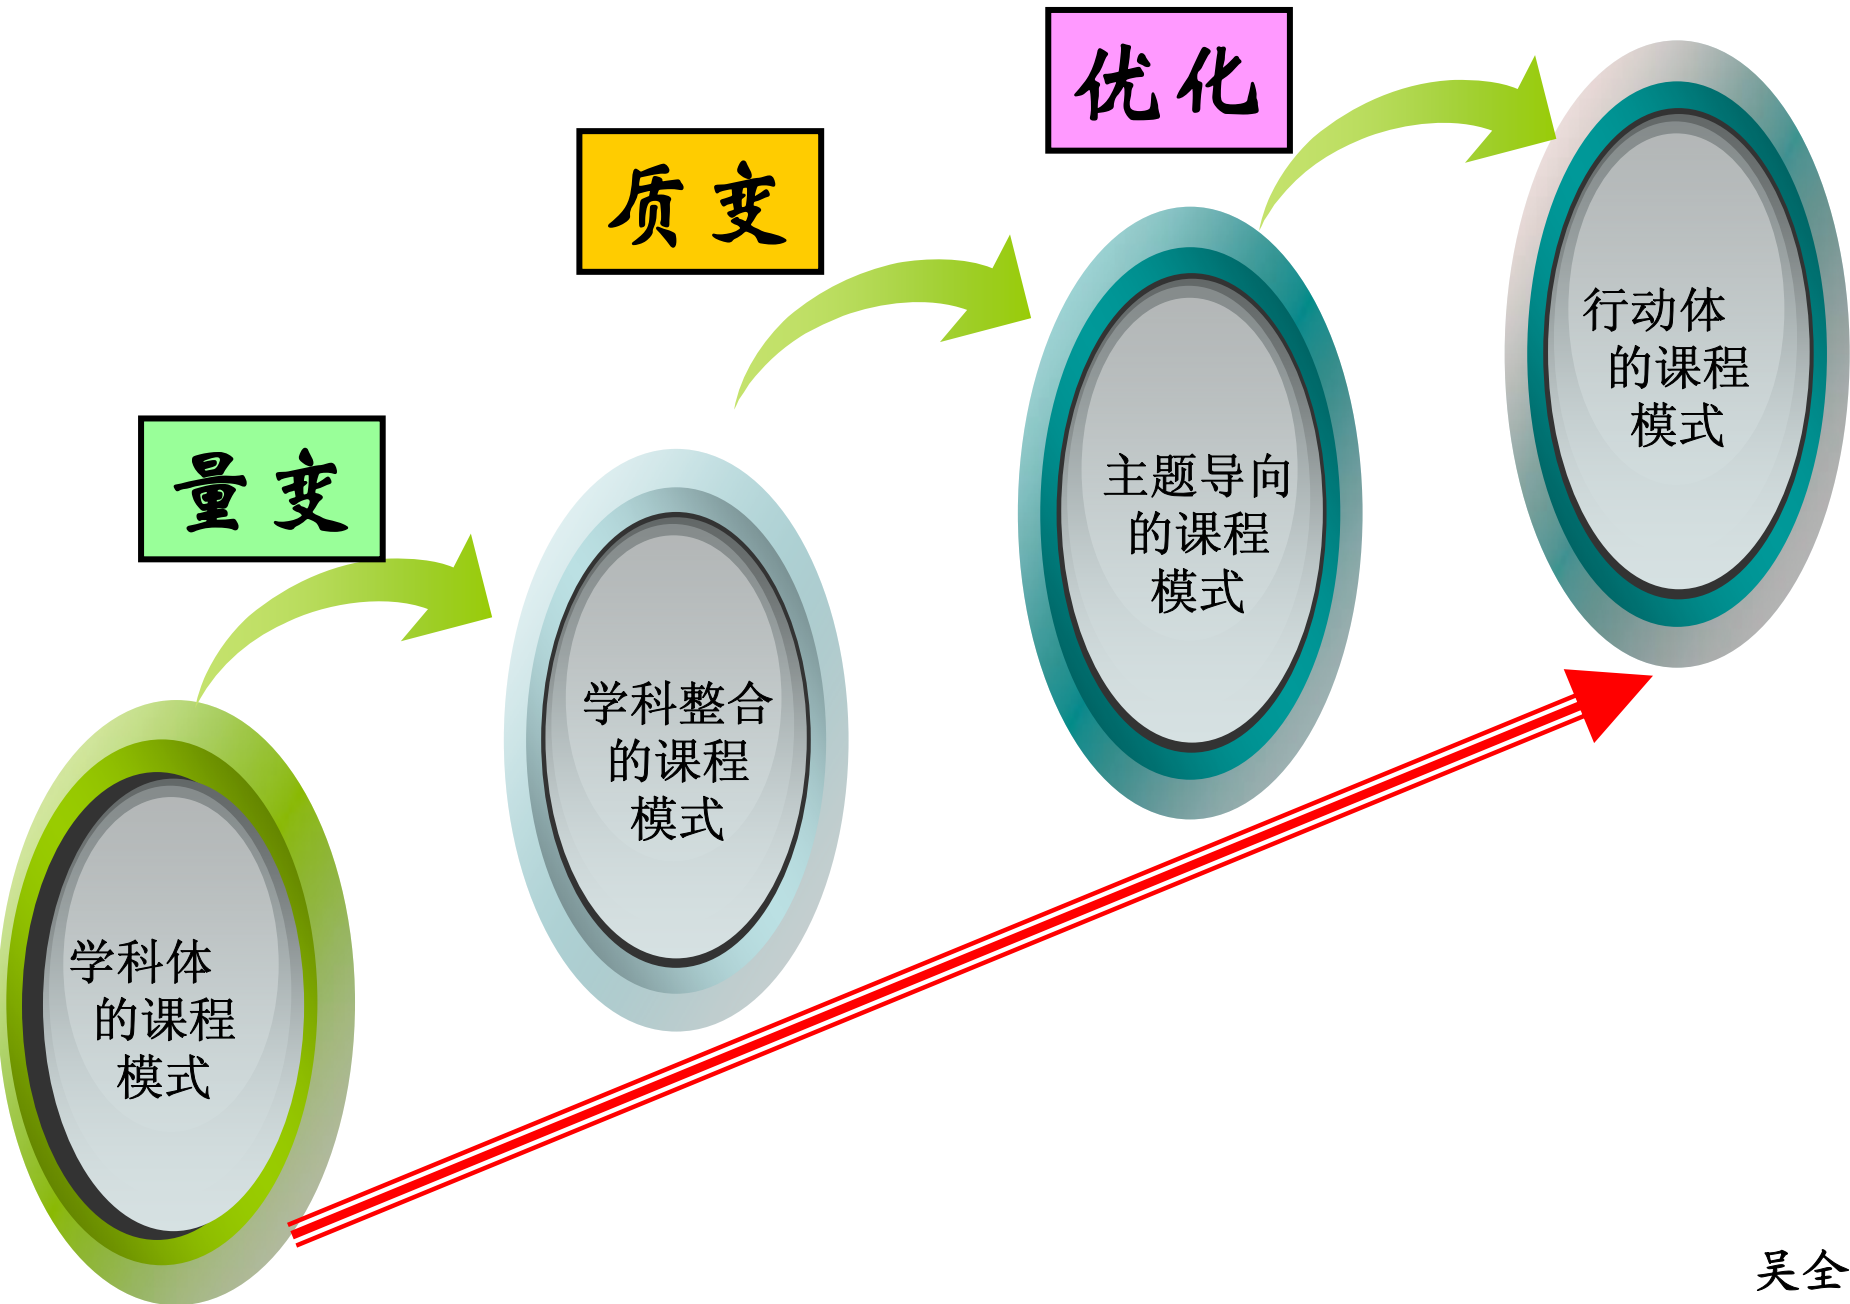 优化
质变
量变
学科体
的课程
模式
学科整合
的课程
模式
主题导向
的课程
模式
行动体
的课程
模式
吴全